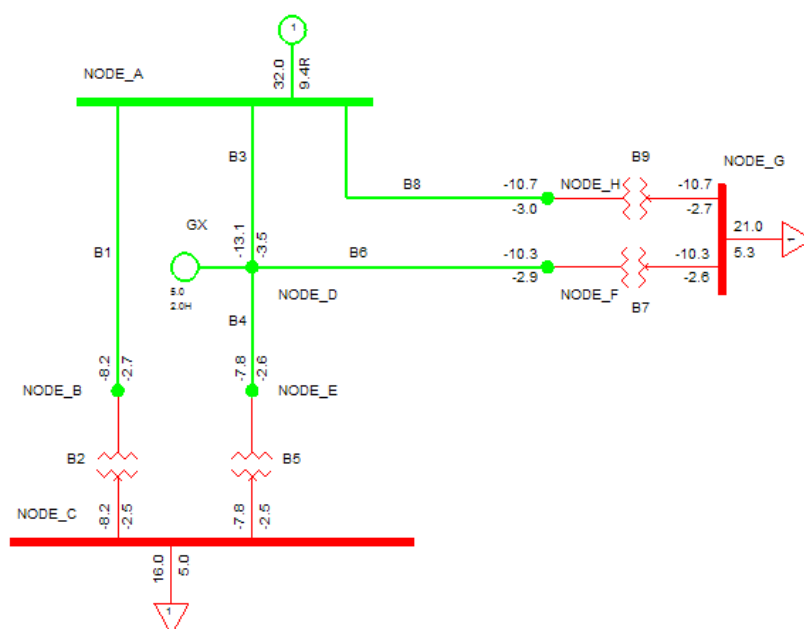 1
NODE_A
32.0
9.4R
B3
B9
NODE_G
B8
-10.7
NODE_H
-10.7
-3.0
-2.7
GX
-13.1
-3.5
21.0
1
5.3
B1
B6
-10.3
-10.3
-2.9
-2.6
5.0
2.0H
NODE_D
NODE_F
B7
B4
-8.2
-2.7
-7.8
-2.6
NODE_B
NODE_E
B2
B5
NODE_C
-8.2
-2.5
-7.8
-2.5
16.0
5.0
1